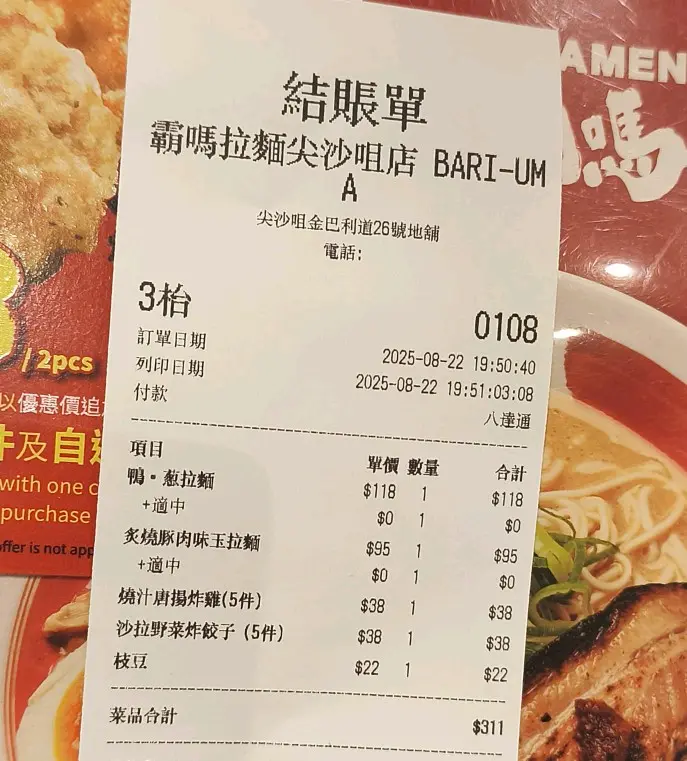 AMEN
嗎
結賬單
霸嗎拉麵尖沙咀店 BARI-UM
A
尖沙咀金巴利道26號地舖
電話:
3枱
0108
訂單日期 2025-08-22 19:50:40
列印日期 2025-08-22 19:51:03:08
付款 八達通
項目 單價 數量 合計
鴨·葱拉麵 $118 1 $118
+適中 $0 1 $0
炙燒豚肉味玉拉麵 $95 1 $95
+適中 $0 1 $0
燒汁唐揚炸雞(5件) $38 1 $38
沙拉野菜炸餃子 (5件) $38 1 $38
枝豆 $22 1 $22
菜品合計 $311
/ 2pcs
以優惠價追
及自
with one
purchase
offer is not app